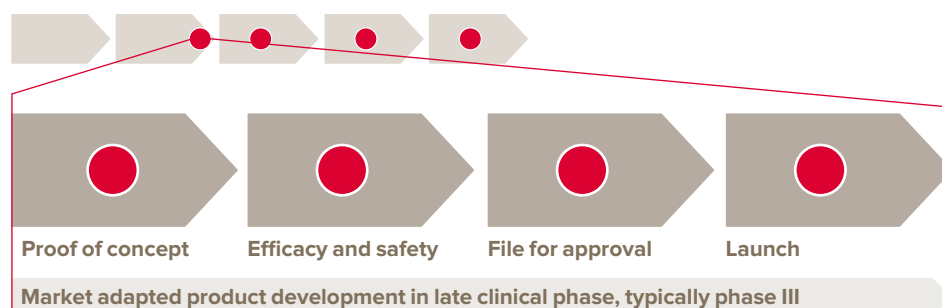 Proof of concept
Efficacy and safety
File for approval
Launch
Market adapted product development in late clinical phase, typically phase III